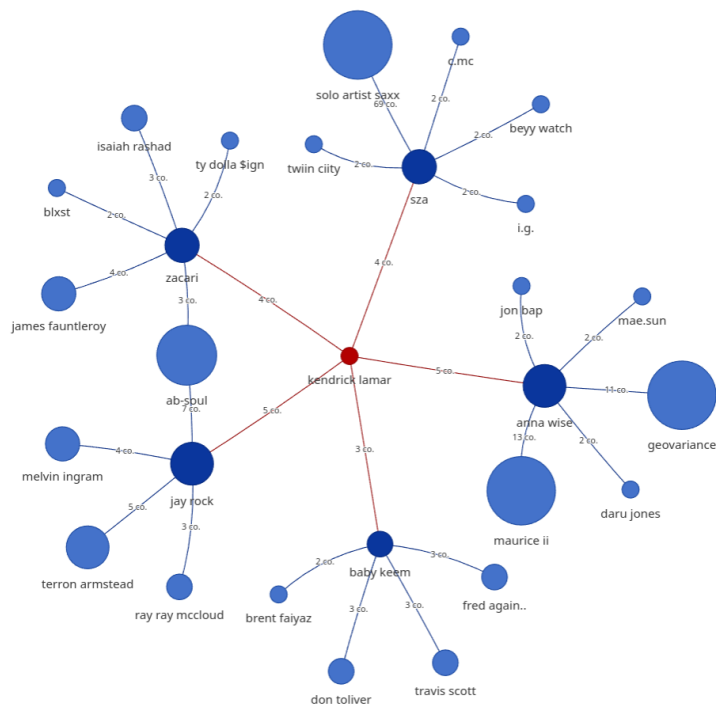 c.mc
solo artist saxx
69 co.
2 co.
beyy watch
2 co.
isaiah rashad
ty dolla $ign
twiin ciity
2 co.
3 co.
2 co.
2 co.
sza
blxst
2 co.
i.g.
zacari
4 co.
4 co.
james fauntleroy
3 co.
4 co.
jon bap
mae.sun
2 co.
2 co.
kendrick lamar
5 co.
11 co.
ab-soul
7 co.
5 co.
anna wise
13 co.
2 co.
geovariance
4 co.
3 co.
melvin ingram
jay rock
daru jones
5 co.
3 co.
maurice ii
2 co.
3 co.
baby keem
terron armstead
3 co.
3 co.
fred again..
ray ray mccloud
brent faiyaz
don toliver
travis scott